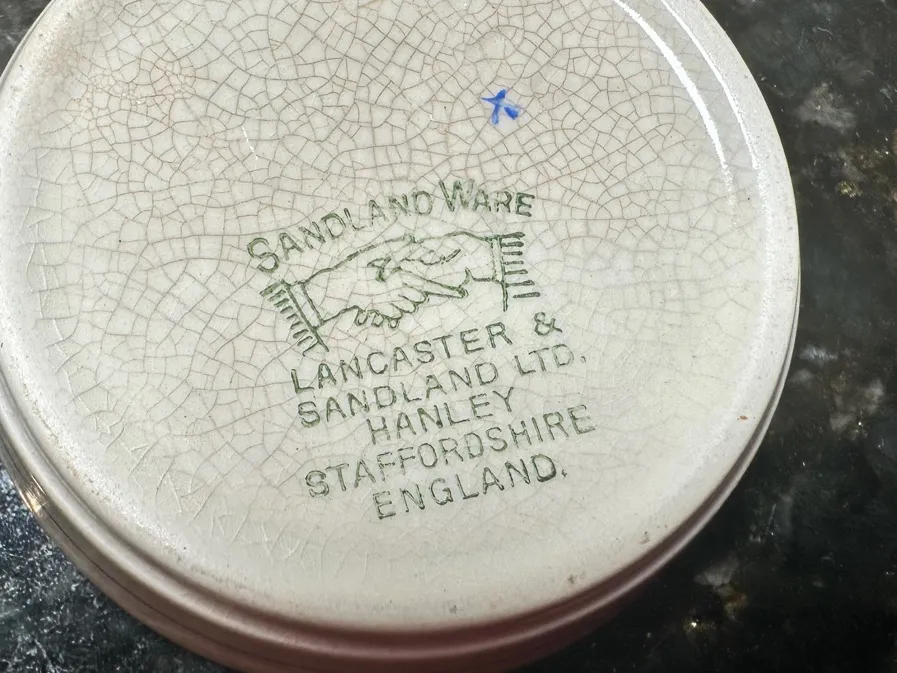 SANDLAND WARE
LANCASTER &
SANDLAND LTD.
HANLEY
STAFFORDSHIRE
ENGLAND.